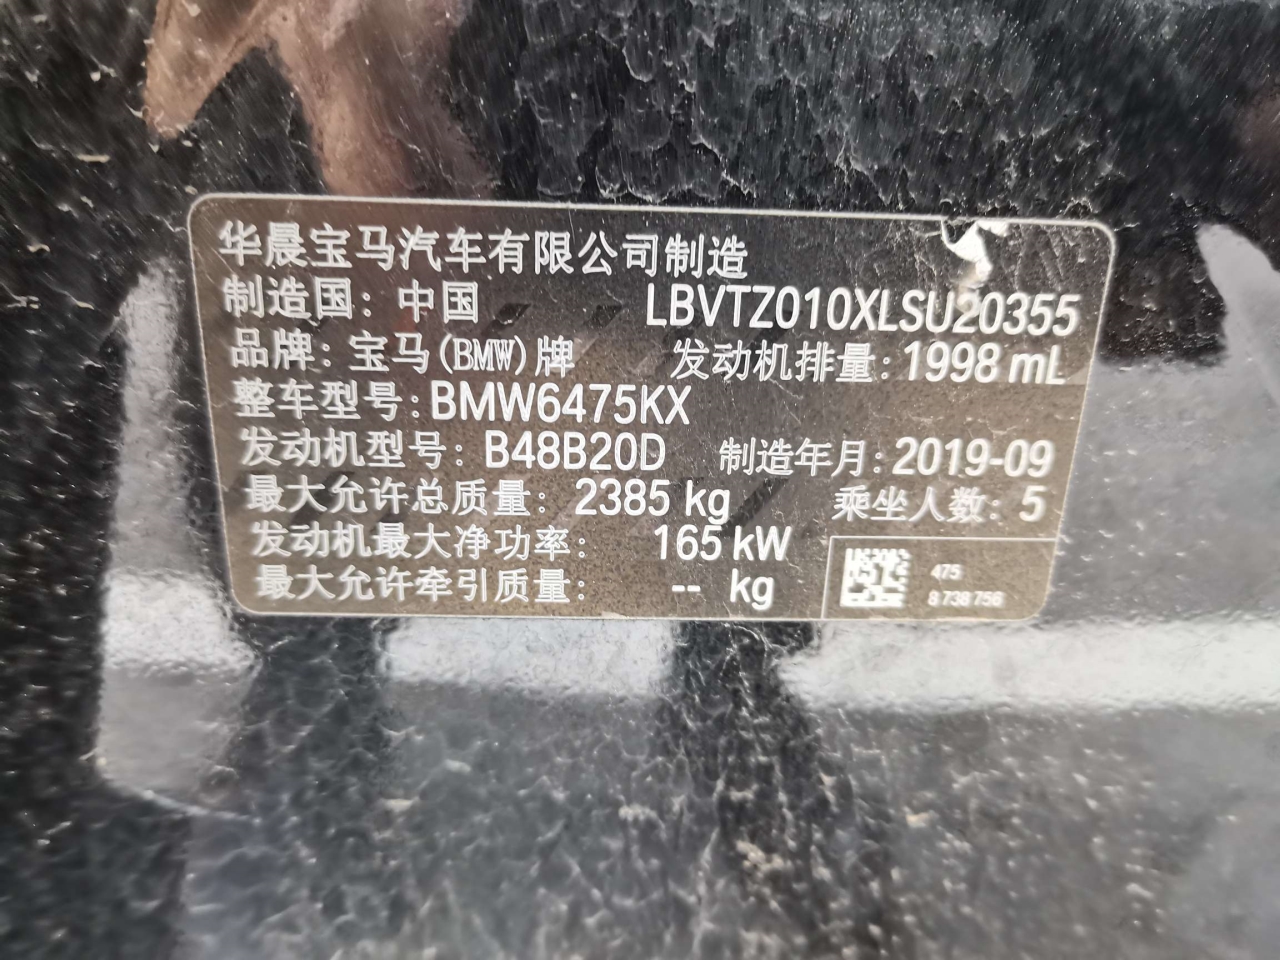 华晨宝马汽车有限公司制造
制造国: 中国 LBVTZ010XLSU20355
品牌: 宝马(BMW)牌 发动机排量: 1998 mL
整车型号: BMW6475KX
发动机型号: B48B20D 制造年月: 2019-09
最大允许总质量: 2385 kg 乘坐人数: 5
发动机最大净功率: 165 kW
最大允许牵引质量: -- kg
475
8 738 756